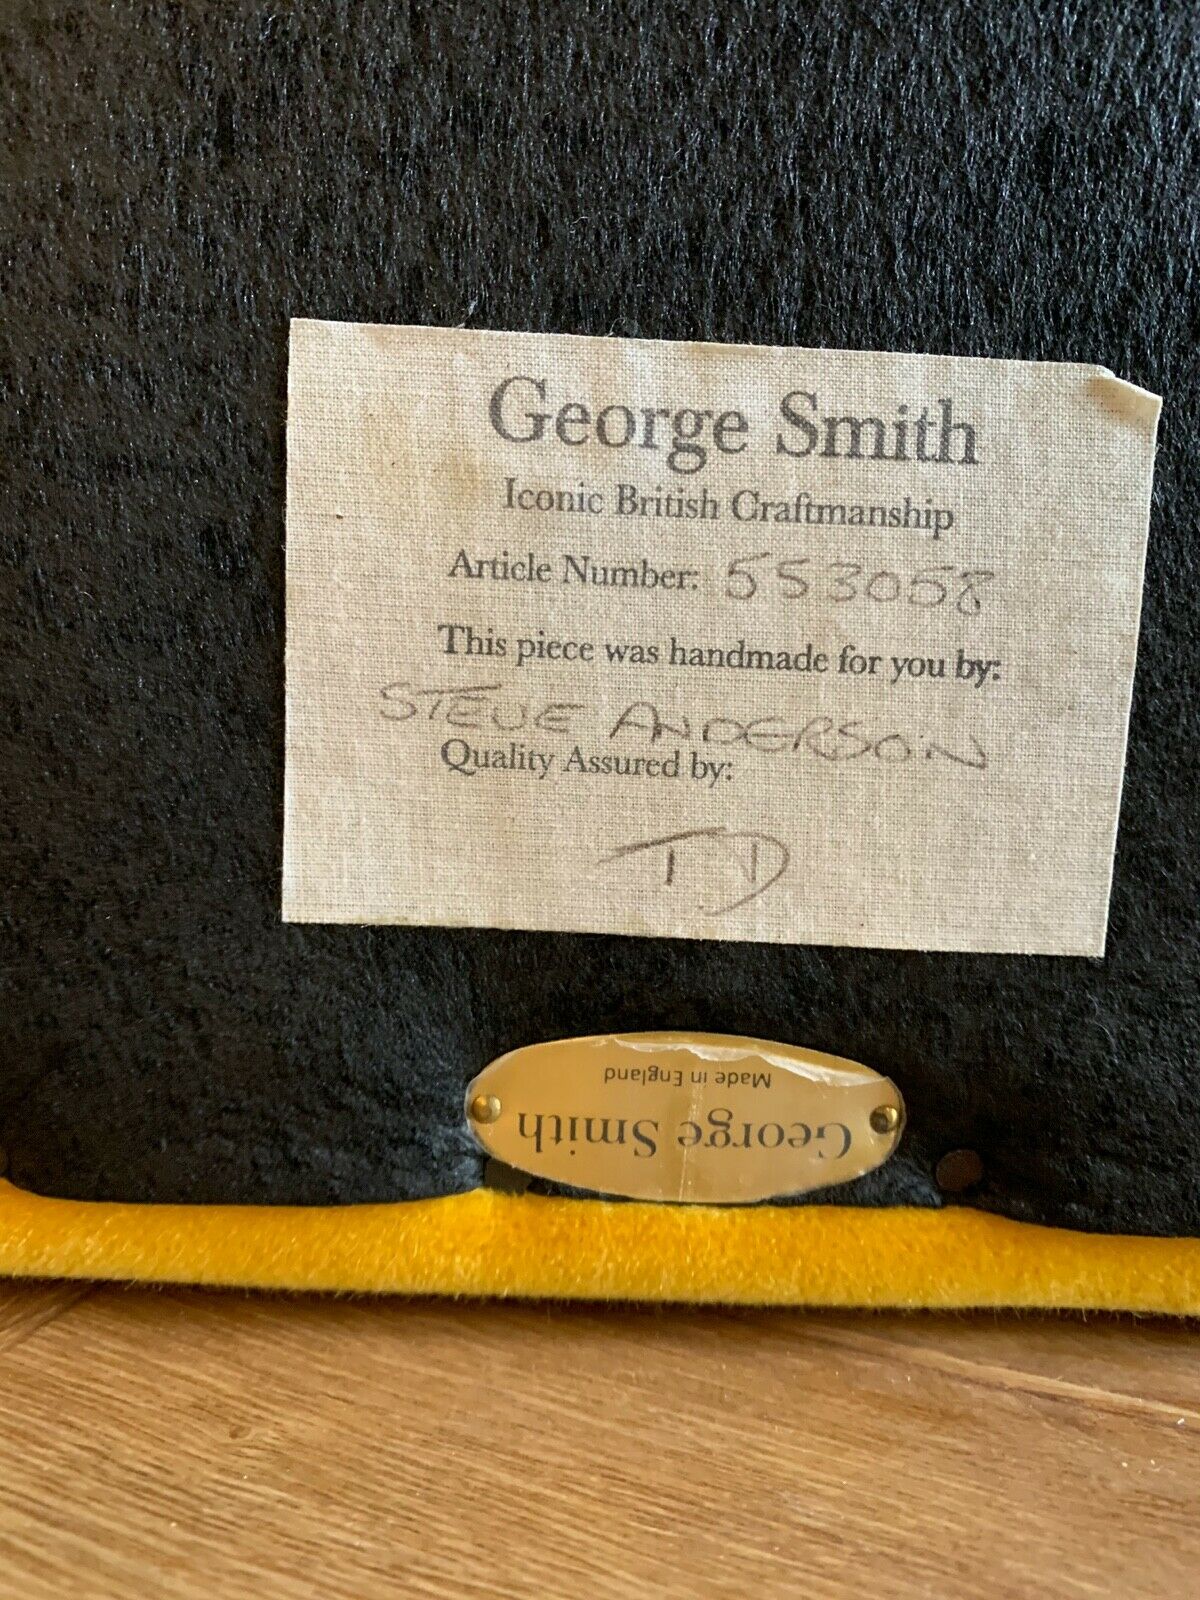 George Smith
Iconic British Craftmanship
Article Number: 553058
This piece was handmade for you by:
STEVE ANDERSON
Quality Assured by:
TD
George Smith
Made in England